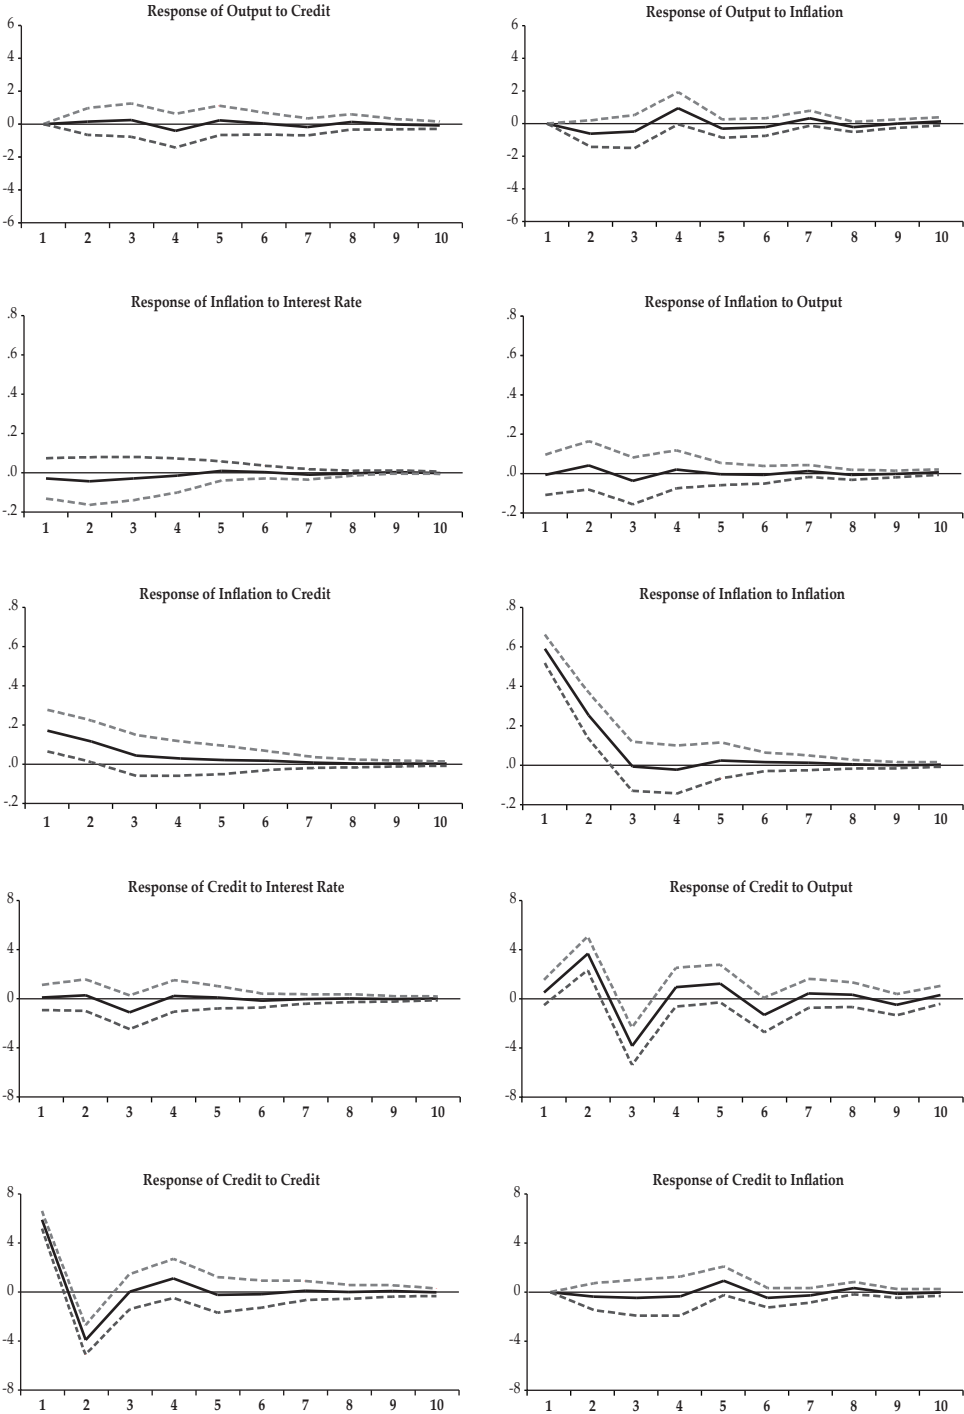 Response of Output to Credit
6
4
2
0
-2
-4
-6
1 2 3 4 5 6 7 8 9 10
Response of Output to Inflation
6
4
2
0
-2
-4
-6
1 2 3 4 5 6 7 8 9 10
Response of Inflation to Interest Rate
.8
.6
.4
.2
.0
-.2
1 2 3 4 5 6 7 8 9 10
Response of Inflation to Output
.8
.6
.4
.2
.0
-.2
1 2 3 4 5 6 7 8 9 10
Response of Inflation to Credit
.8
.6
.4
.2
.0
-.2
1 2 3 4 5 6 7 8 9 10
Response of Inflation to Inflation
.8
.6
.4
.2
.0
-.2
1 2 3 4 5 6 7 8 9 10
Response of Credit to Interest Rate
8
4
0
-4
-8
1 2 3 4 5 6 7 8 9 10
Response of Credit to Output
8
4
0
-4
-8
1 2 3 4 5 6 7 8 9 10
Response of Credit to Credit
8
4
0
-4
-8
1 2 3 4 5 6 7 8 9 10
Response of Credit to Inflation
8
4
0
-4
-8
1 2 3 4 5 6 7 8 9 10